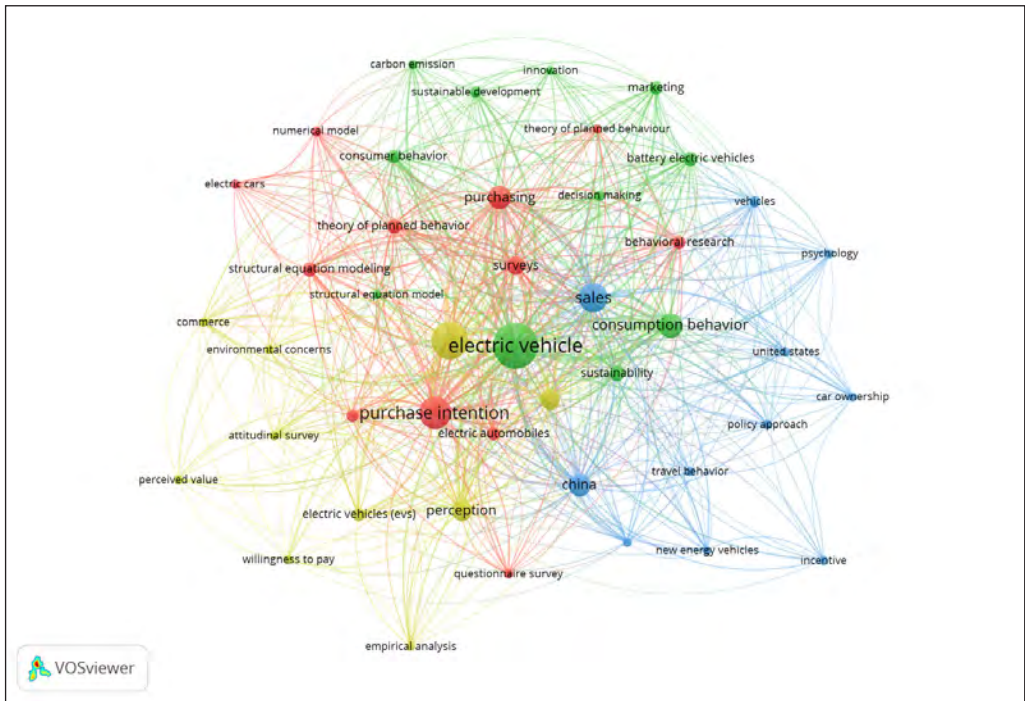 carbon emission
innovation
sustainable development
marketing
numerical model
theory of planned behaviour
consumer behavior
battery electric vehicles
electric cars
purchasing
decision making
vehicles
theory of planned behavior
behavioral research
psychology
structural equation modeling
surveys
structural equation model
sales
commerce
consumption behavior
electric vehicle
environmental concerns
united states
sustainability
car ownership
purchase intention
policy approach
attitudinal survey
electric automobiles
travel behavior
perceived value
china
electric vehicles (evs)
perception
new energy vehicles
willingness to pay
incentive
questionnaire survey
empirical analysis
VOSviewer